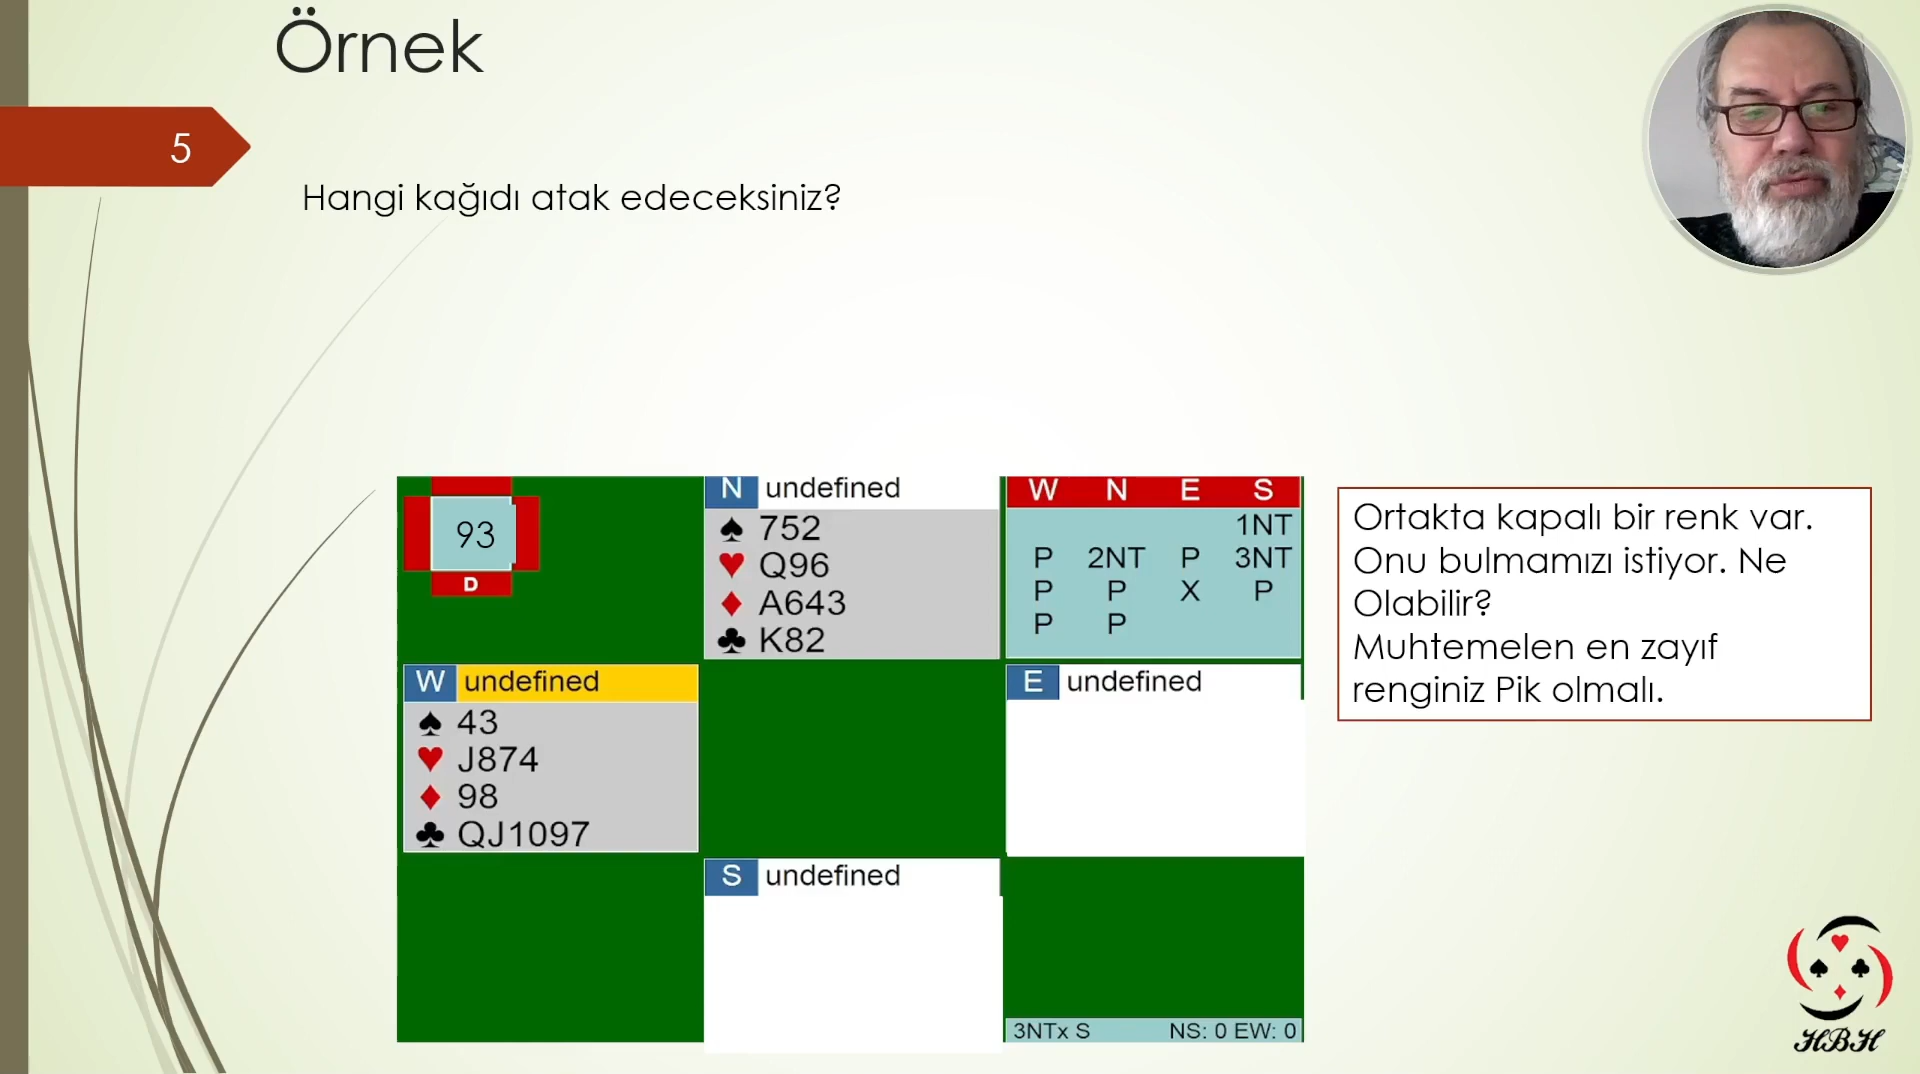 Örnek
5
Hangi kağıdı atak edeceksiniz?
93
D
N undefined
♠ 752
♥ Q96
♦ A643
♣ K82
W N E S
1NT
P 2NT P 3NT
P P X P
P P
W undefined
♠ 43
♥ J874
♦ 98
♣ QJ1097
E undefined
S undefined
3NTx S NS: 0 EW: 0
Ortakta kapalı bir renk var.
Onu bulmamızı istiyor. Ne
Olabilir?
Muhtemelen en zayıf
renginiz Pik olmalı.
HBH